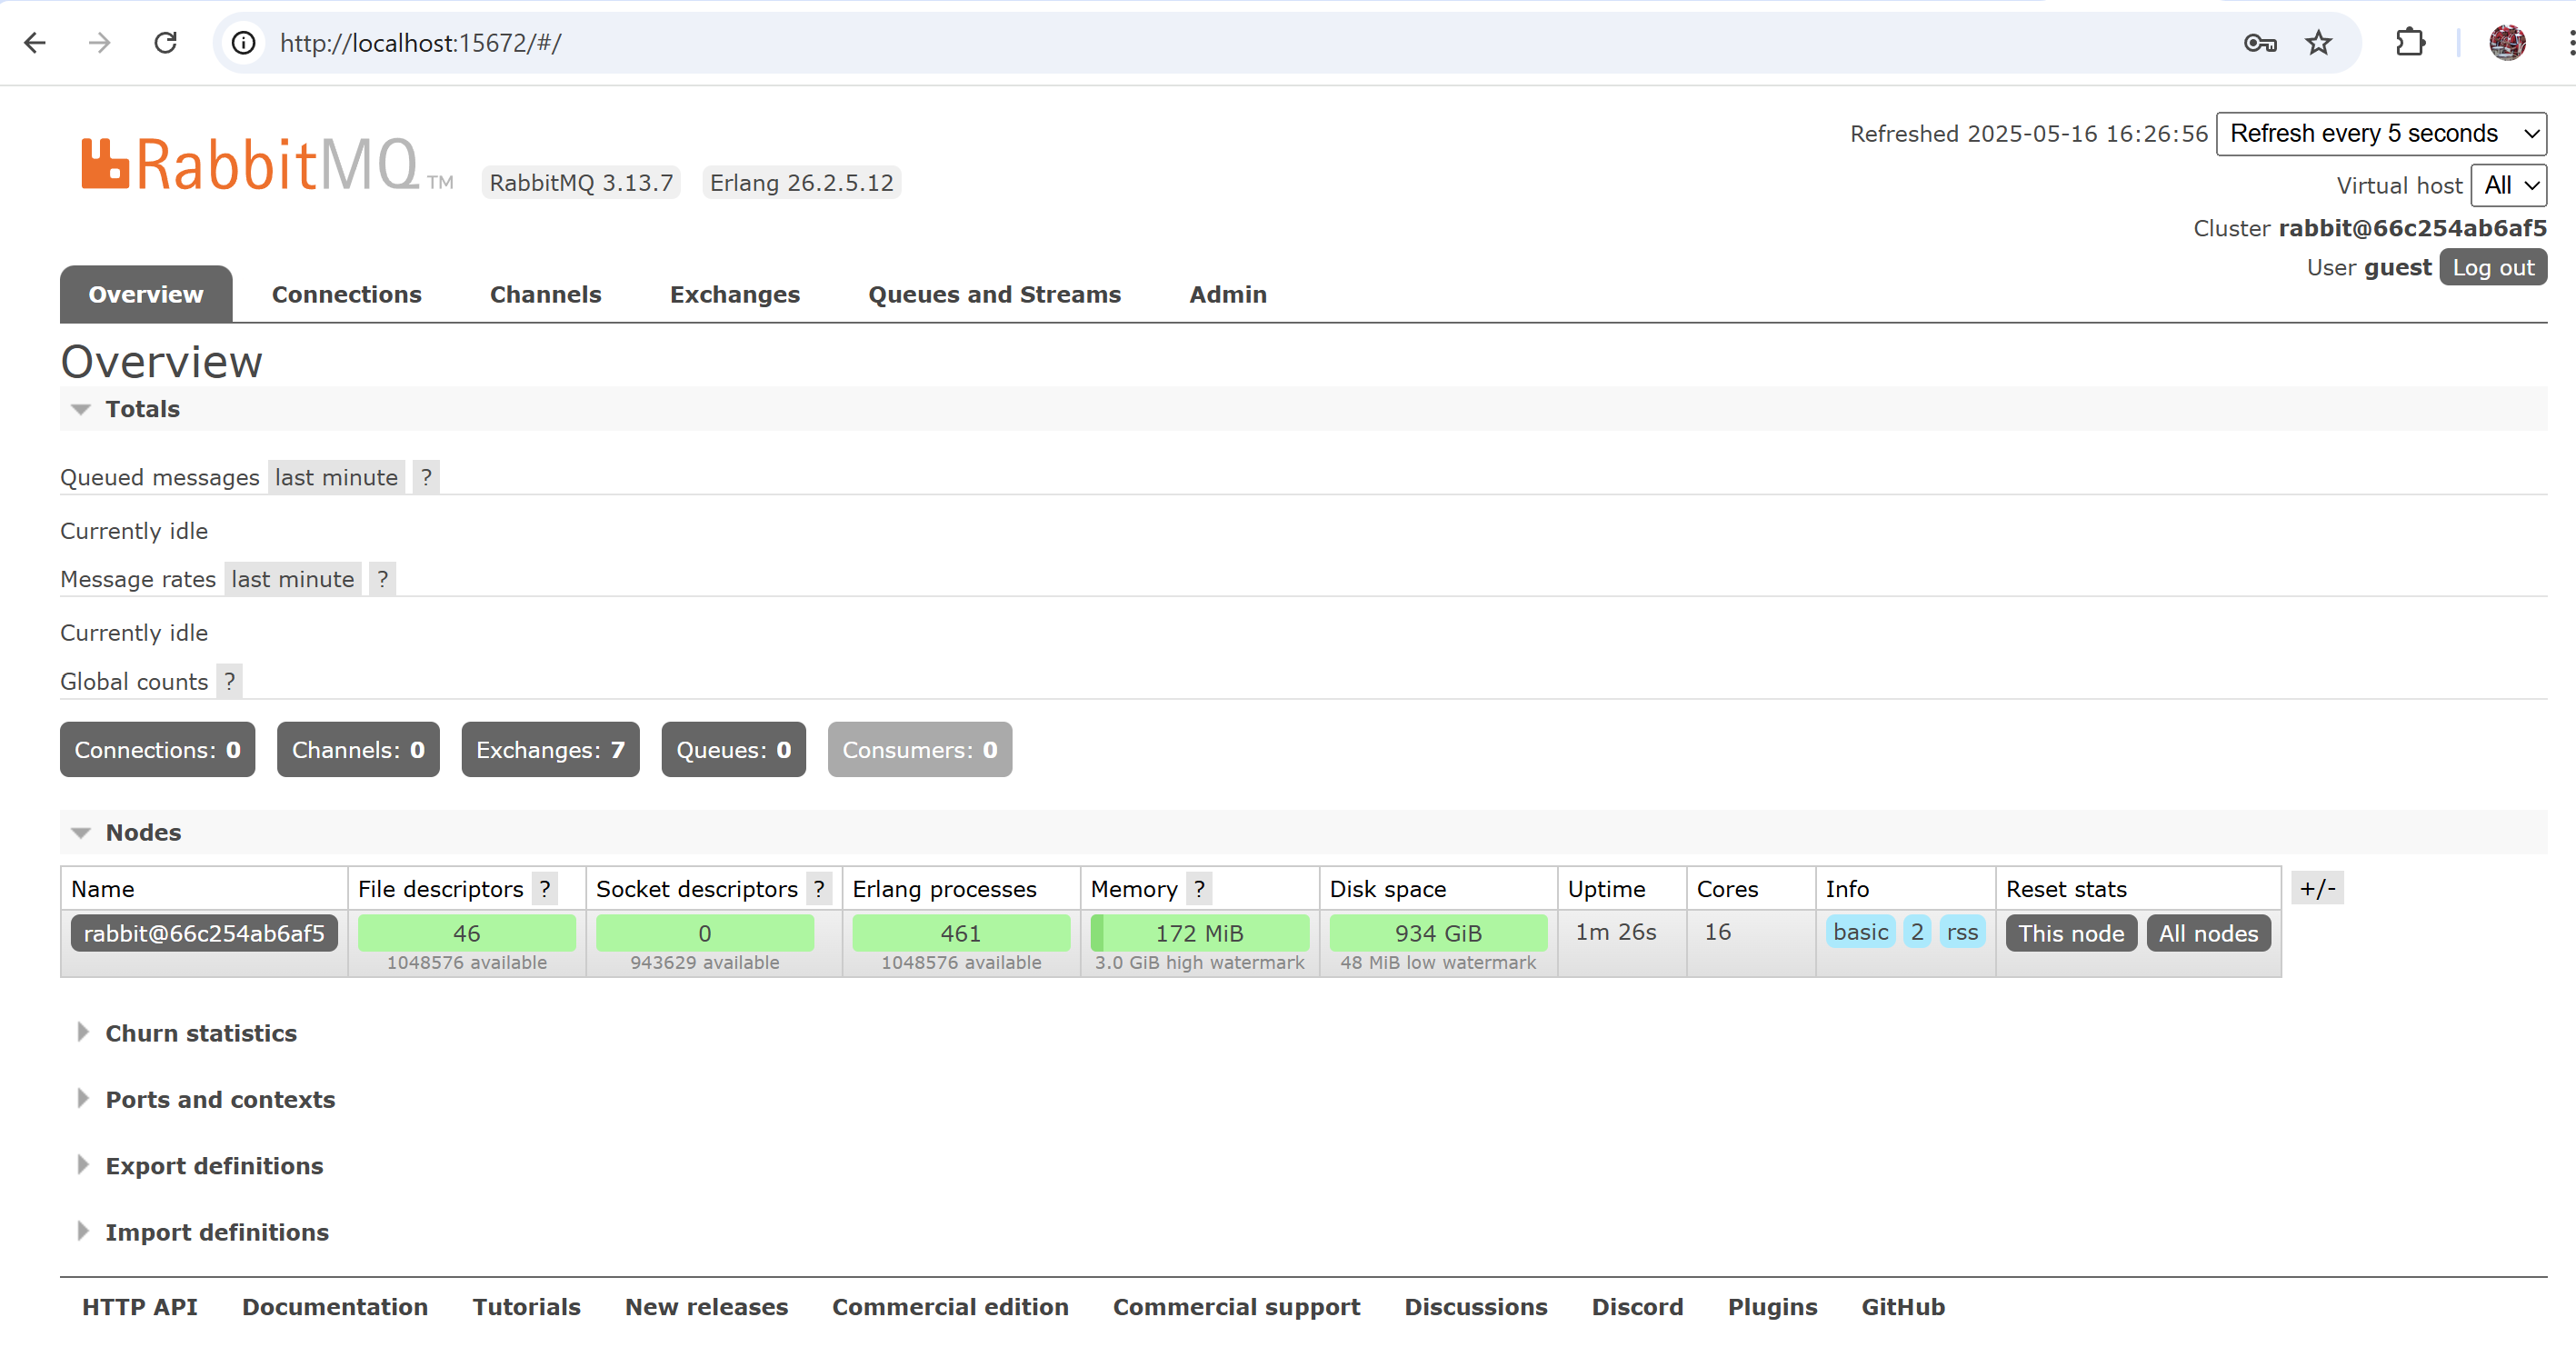 http://localhost:15672/#/
RabbitMQ TM RabbitMQ 3.13.7 Erlang 26.2.5.12
Refreshed 2025-05-16 16:26:56 Refresh every 5 seconds
Virtual host All
Cluster rabbit@66c254ab6af5
User guest Log out
Overview Connections Channels Exchanges Queues and Streams Admin
Overview
Totals
Queued messages last minute ?
Currently idle
Message rates last minute ?
Currently idle
Global counts ?
Connections: 0 Channels: 0 Exchanges: 7 Queues: 0 Consumers: 0
Nodes
Name File descriptors ? Socket descriptors ? Erlang processes Memory ? Disk space Uptime Cores Info Reset stats +/-
rabbit@66c254ab6af5 46 0 461 172 MiB 934 GiB 1m 26s 16 basic 2 rss This node All nodes
1048576 available 943629 available 1048576 available 3.0 GiB high watermark 48 MiB low watermark
Churn statistics
Ports and contexts
Export definitions
Import definitions
HTTP API Documentation Tutorials New releases Commercial edition Commercial support Discussions Discord Plugins GitHub